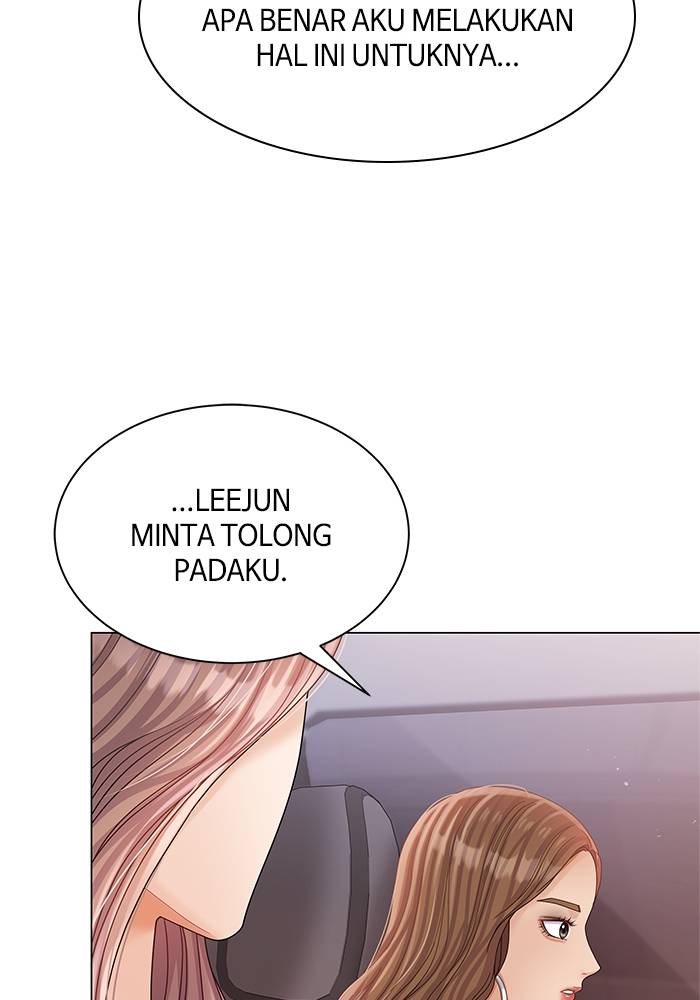 APA BENAR AKU MELAKUKAN
HAL INI UNTUKNYA...
...LEEJUN
MINTA TOLONG
PADAKU.